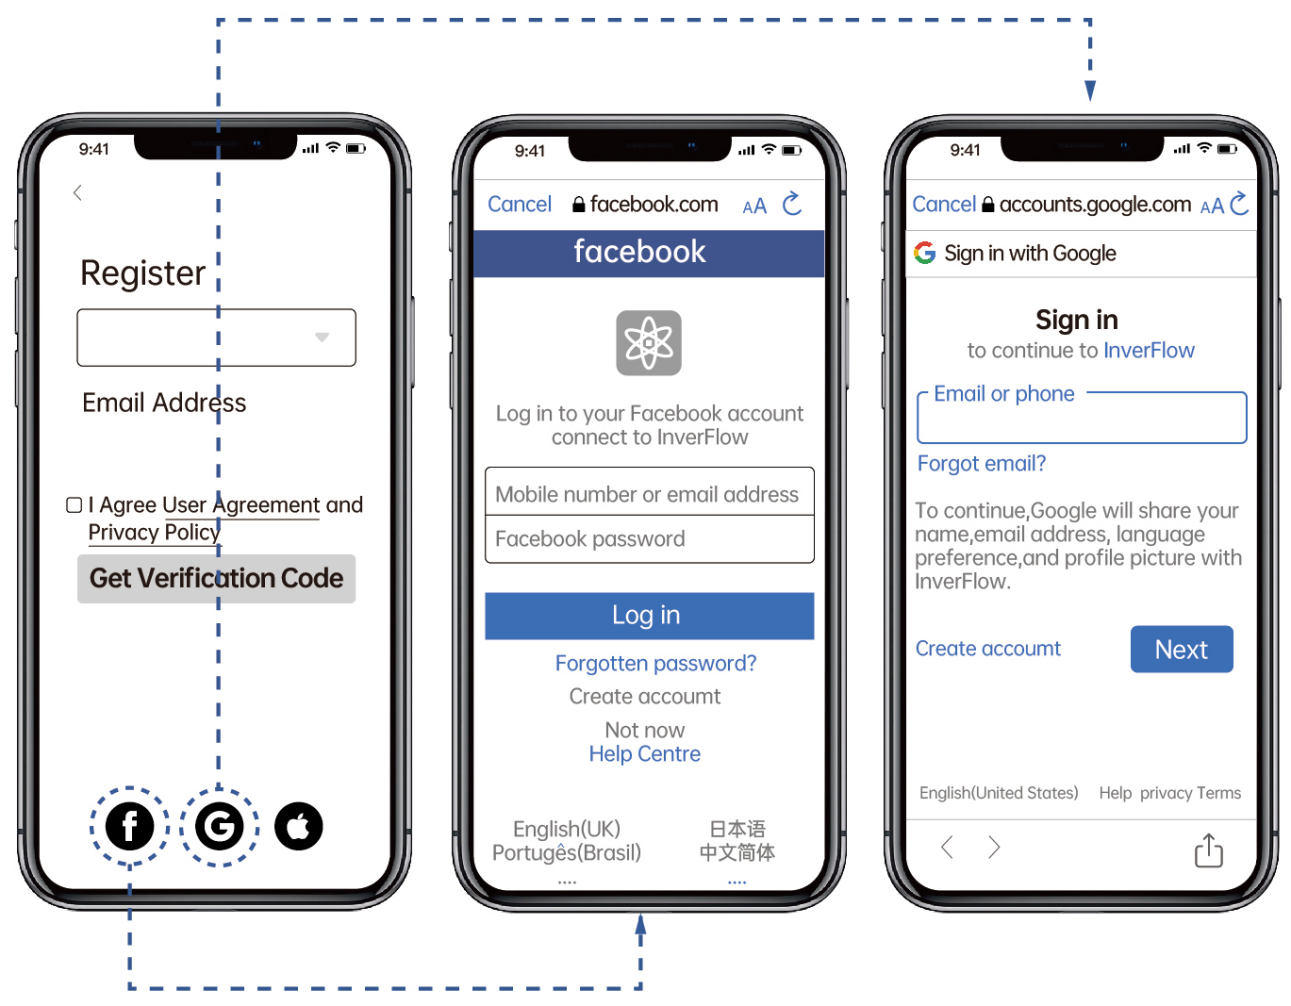 9:41
Register
Email Address
I Agree User Agreement and
Privacy Policy
Get Verification Code
f
G
9:41
Cancel
facebook.com
AA
facebook
Log in to your Facebook account
connect to InverFlow
Mobile number or email address
Facebook password
Log in
Forgotten password?
Create accoumt
Not now
Help Centre
English(UK)
日本语
Portugês(Brasil)
中文简体
....
....
9:41
Cancel
accounts.google.com
AA
G
Sign in with Google
Sign in
to continue to InverFlow
Email or phone
Forgot email?
To continue,Google will share your
name,email address, language
preference,and profile picture with
InverFlow.
Create accoumt
Next
English(United States)
Help privacy Terms